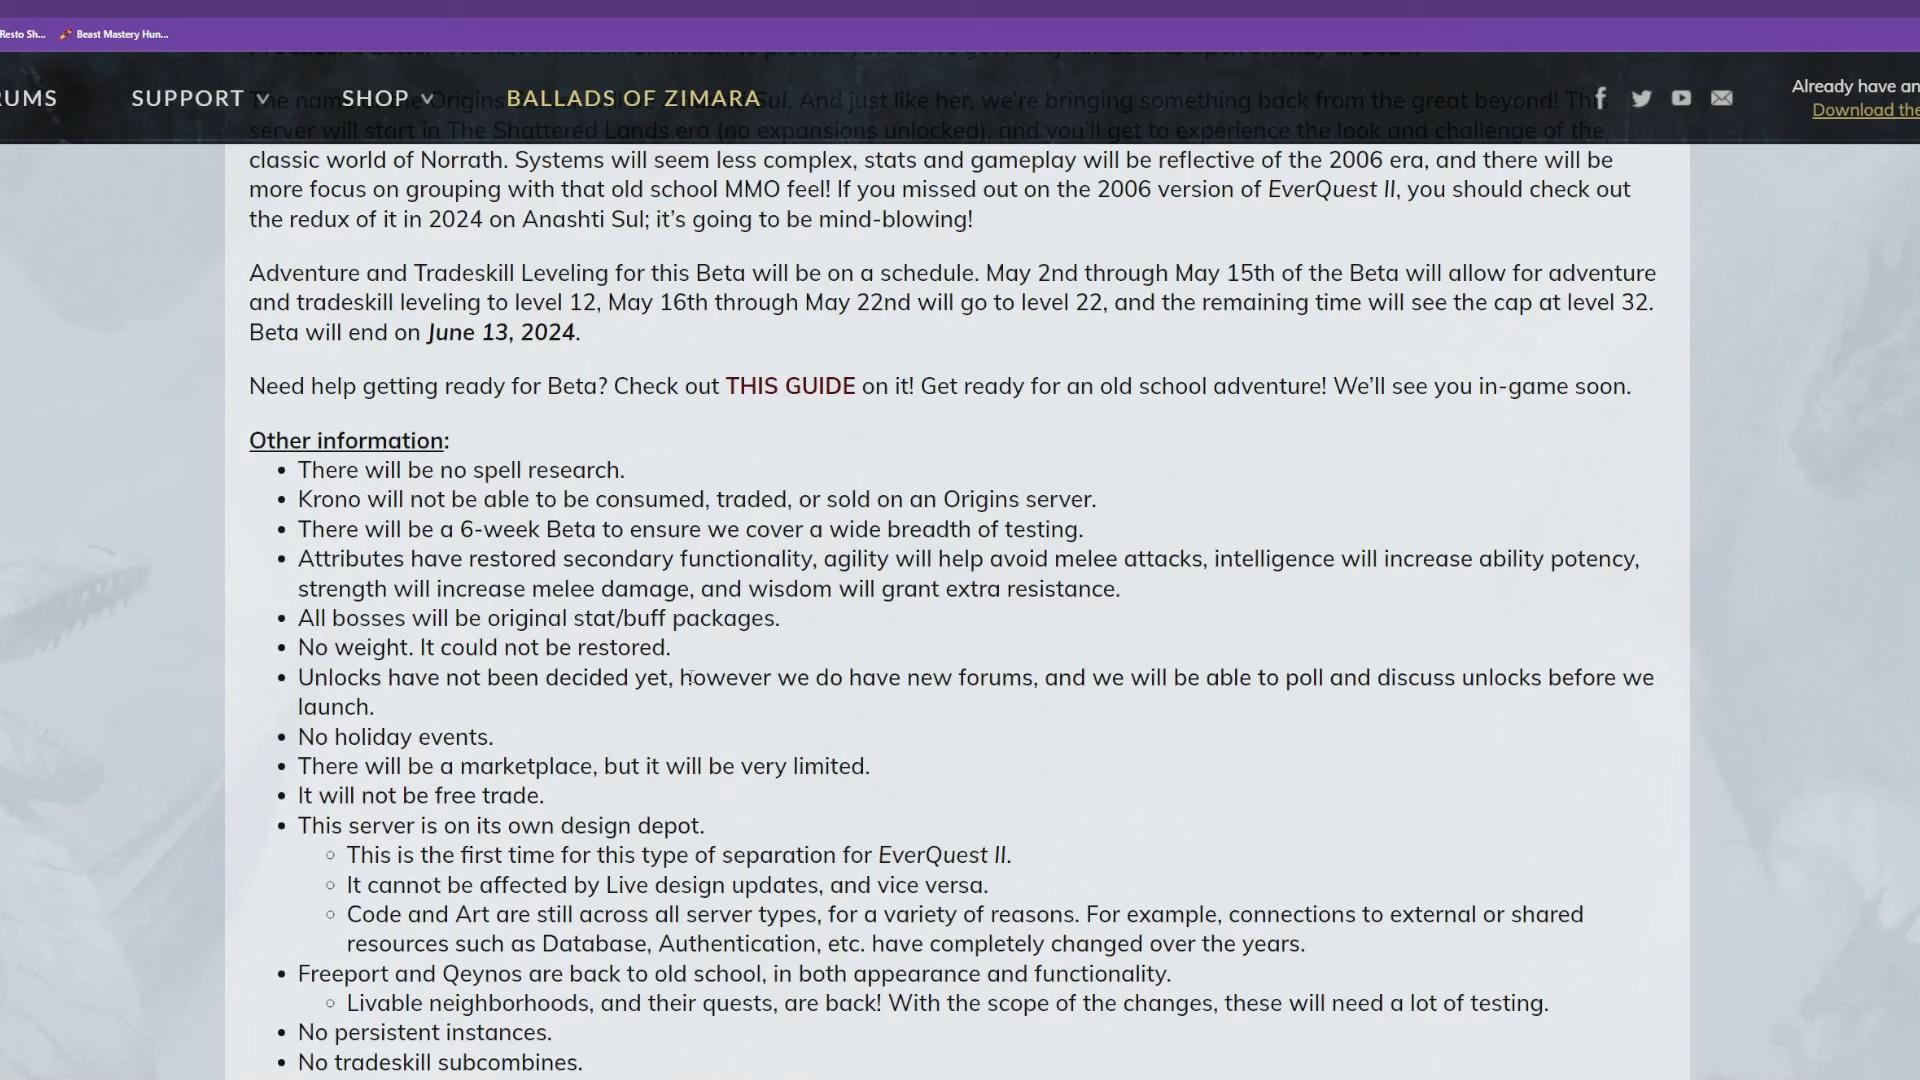 Resto Sh... Beast Mastery Hun...
RUMS SUPPORT SHOP BALLADS OF ZIMARA Already have an
Download the
The name Origins Sul. And just like her, we're bringing something back from the great beyond! Thi
server will start in The Shattered Lands era (no expansions unlocked), and you'll get to experience the look and challenge of the
classic world of Norrath. Systems will seem less complex, stats and gameplay will be reflective of the 2006 era, and there will be
more focus on grouping with that old school MMO feel! If you missed out on the 2006 version of EverQuest II, you should check out
the redux of it in 2024 on Anashti Sul; it's going to be mind-blowing!
Adventure and Tradeskill Leveling for this Beta will be on a schedule. May 2nd through May 15th of the Beta will allow for adventure
and tradeskill leveling to level 12, May 16th through May 22nd will go to level 22, and the remaining time will see the cap at level 32.
Beta will end on June 13, 2024.
Need help getting ready for Beta? Check out THIS GUIDE on it! Get ready for an old school adventure! We'll see you in-game soon.
Other information:
• There will be no spell research.
• Krono will not be able to be consumed, traded, or sold on an Origins server.
• There will be a 6-week Beta to ensure we cover a wide breadth of testing.
• Attributes have restored secondary functionality, agility will help avoid melee attacks, intelligence will increase ability potency,
strength will increase melee damage, and wisdom will grant extra resistance.
• All bosses will be original stat/buff packages.
• No weight. It could not be restored.
• Unlocks have not been decided yet, however we do have new forums, and we will be able to poll and discuss unlocks before we
launch.
• No holiday events.
• There will be a marketplace, but it will be very limited.
• It will not be free trade.
• This server is on its own design depot.
◦ This is the first time for this type of separation for EverQuest II.
◦ It cannot be affected by Live design updates, and vice versa.
◦ Code and Art are still across all server types, for a variety of reasons. For example, connections to external or shared
resources such as Database, Authentication, etc. have completely changed over the years.
• Freeport and Qeynos are back to old school, in both appearance and functionality.
◦ Livable neighborhoods, and their quests, are back! With the scope of the changes, these will need a lot of testing.
• No persistent instances.
• No tradeskill subcombines.